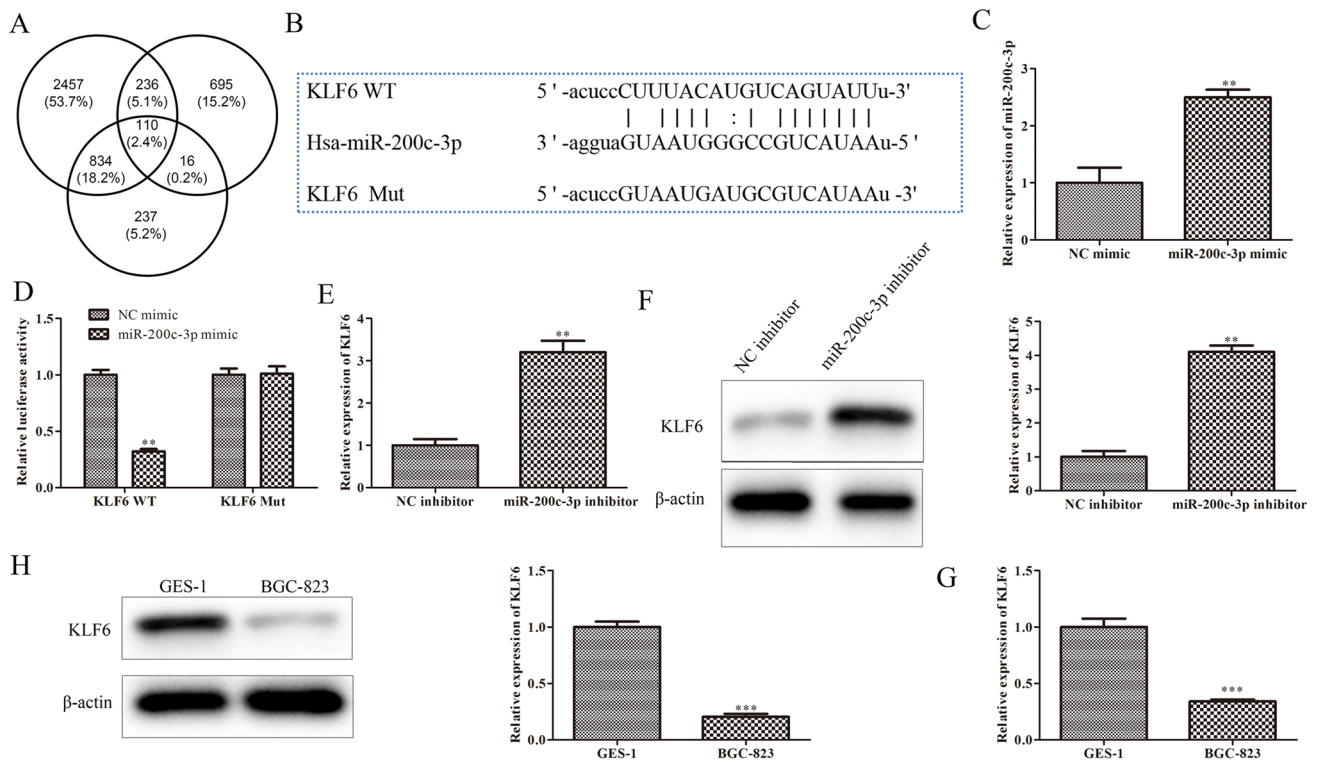 A
2457
(53.7%)
236
(5.1%)
695
(15.2%)
110
(2.4%)
834
(18.2%)
16
(0.2%)
237
(5.2%)
B
KLF6 WT 5 ' -acuccCUUUACAUGUCAGUAUUu-3'
| |||| :| |||||||
Hsa-miR-200c-3p 3 ' -agguaGUAAUGGGCCGUCAUAAu-5 '
KLF6 Mut 5 ' -acuccGUAAUGAUGCGUCAUAAu -3'
C
Relative expression of miR-200c-3p
3
2
1
0
**
NC mimic miR-200c-3p mimic
D
Relative luciferase activity
1.5
1.0
0.5
0.0
NC mimic
miR-200c-3p mimic
**
KLF6 WT KLF6 Mut
E
Relative expression of KLF6
4
3
2
1
0
**
NC inhibitor miR-200c-3p inhibitor
F
NC inhibitor
miR-200c-3p inhibitor
KLF6
β-actin
Relative expression of KLF6
5
4
3
2
1
0
**
NC inhibitor miR-200c-3p inhibitor
H
GES-1 BGC-823
KLF6
β-actin
Relative expression of KLF6
1.5
1.0
0.5
0.0
***
GES-1 BGC-823
G
Relative expression of KLF6
1.5
1.0
0.5
0.0
***
GES-1 BGC-823